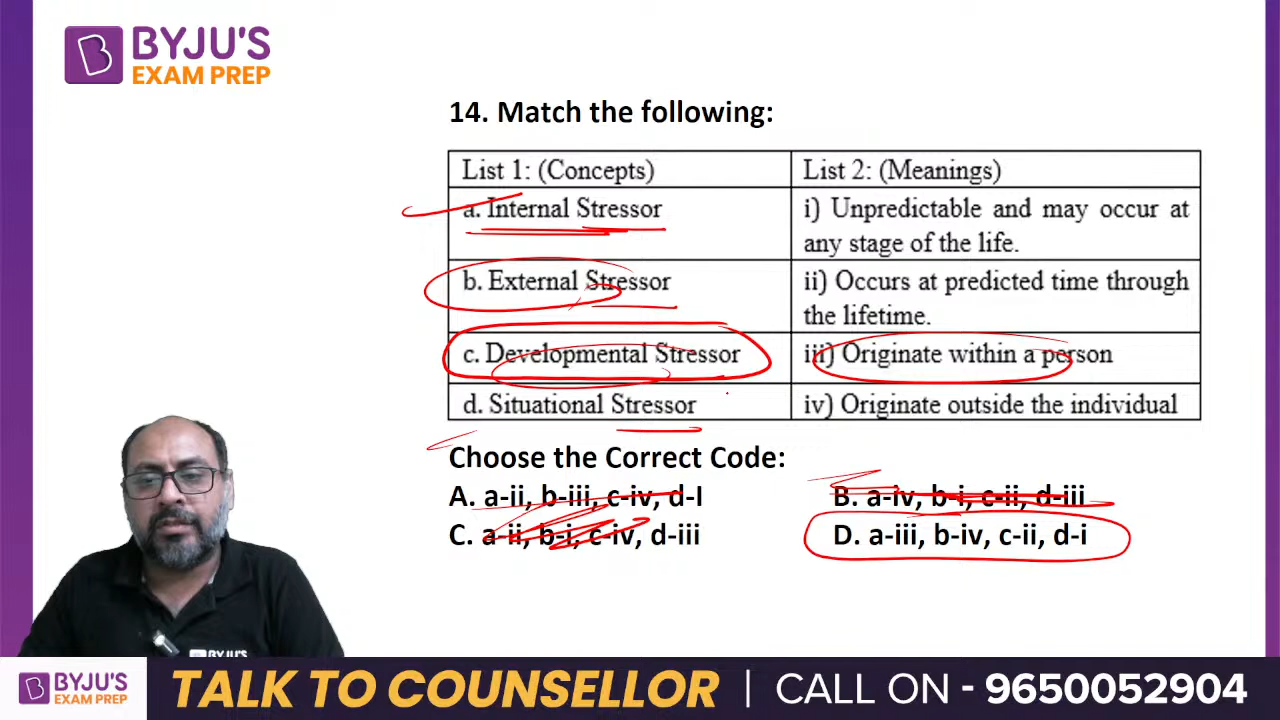 BYJU'S
EXAM PREP
14. Match the following:
List 1: (Concepts)
List 2: (Meanings)
a. Internal Stressor
i) Unpredictable and may occur at
any stage of the life.
b. External Stressor
ii) Occurs at predicted time through
the lifetime.
c. Developmental Stressor
iii) Originate within a person
d. Situational Stressor
iv) Originate outside the individual
Choose the Correct Code:
A. a-ii, b-iii, c-iv, d-I
B. a-iv, b-i, c-ii, d-iii
C. a-ii, b-i, c-iv, d-iii
D. a-iii, b-iv, c-ii, d-i
BYJU'S
BYJU'S
EXAM PREP
TALK TO COUNSELLOR
CALL ON - 9650052904